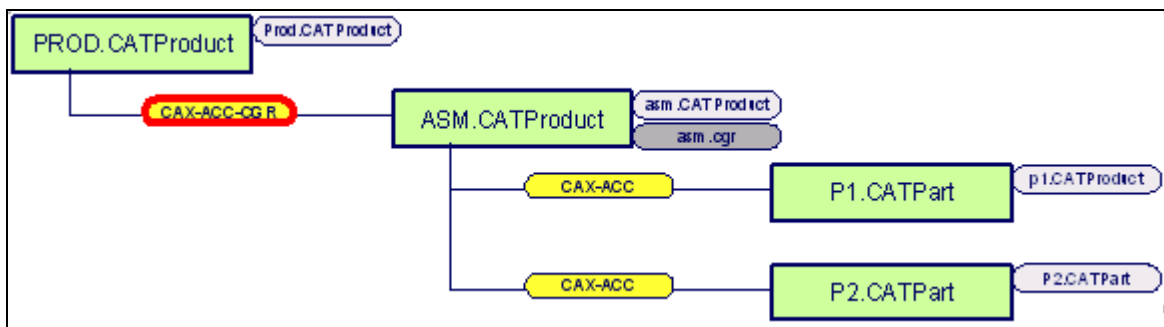 PROD.CATProduct
Prod.CATProduct
CAX-ACC-CGR
ASM.CATProduct
asm.CATProduct
asm.cgr
CAX-ACC
P1.CATPart
p1.CATProduct
CAX-ACC
P2.CATPart
P2.CATPart